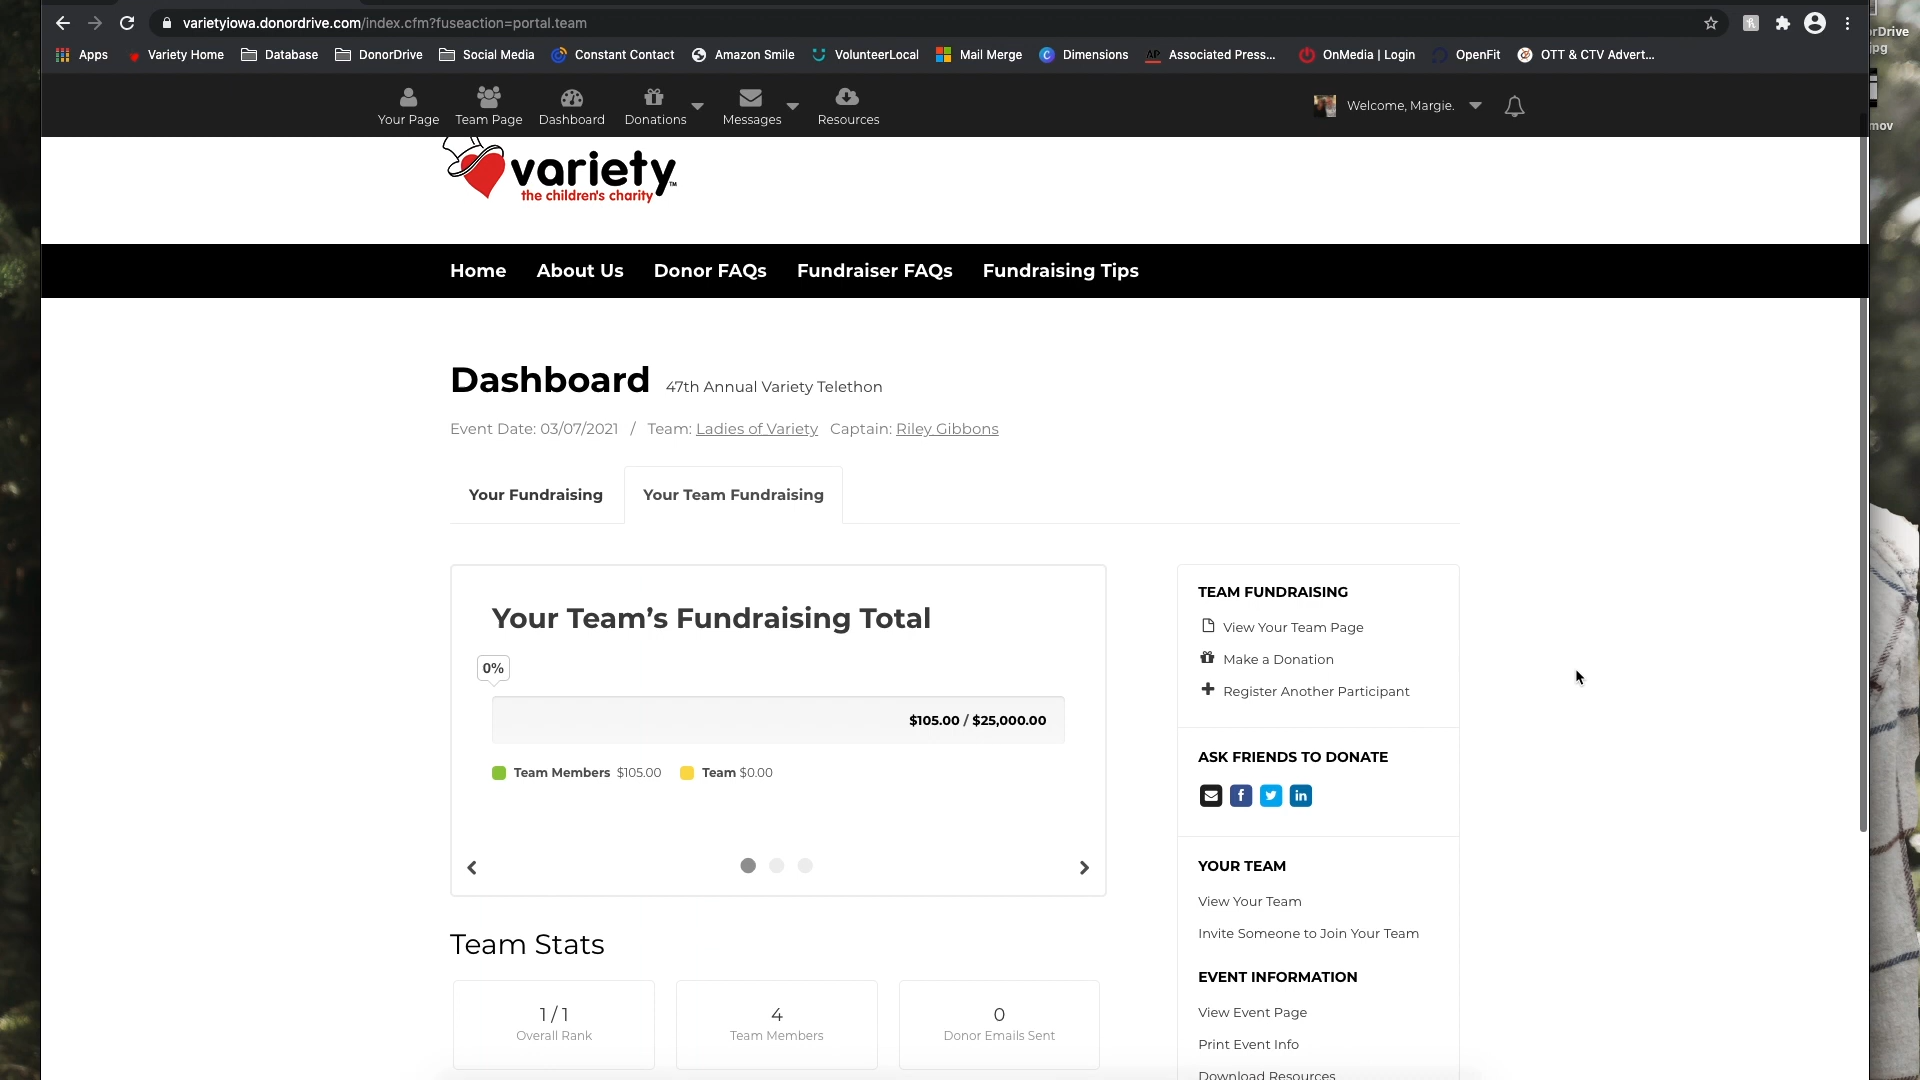 varietyiowa.donordrive.com/index.cfm?fuseaction=portal.team
Apps Variety Home Database DonorDrive Social Media Constant Contact Amazon Smile VolunteerLocal Mail Merge Dimensions AP Associated Press... OnMedia | Login OpenFit OTT & CTV Advert...
orDrive
jpg
mov
Your Page Team Page Dashboard Donations Messages Resources Welcome, Margie.
variety™
the children's charity
Home About Us Donor FAQs Fundraiser FAQs Fundraising Tips
Dashboard 47th Annual Variety Telethon
Event Date: 03/07/2021 / Team: Ladies of Variety Captain: Riley Gibbons
Your Fundraising Your Team Fundraising
Your Team’s Fundraising Total
0%
$105.00 / $25,000.00
Team Members $105.00 Team $0.00
Team Stats
1 / 1
Overall Rank
4
Team Members
0
Donor Emails Sent
TEAM FUNDRAISING
View Your Team Page
Make a Donation
Register Another Participant
ASK FRIENDS TO DONATE
YOUR TEAM
View Your Team
Invite Someone to Join Your Team
EVENT INFORMATION
View Event Page
Print Event Info
Download Resources